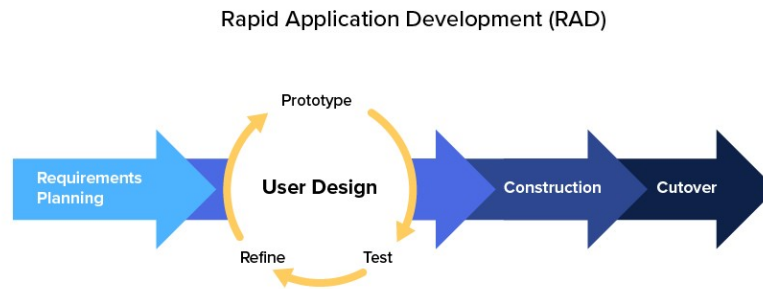 Rapid Application Development (RAD)
Prototype
Requirements
Planning
User Design
Construction
Cutover
Refine
Test